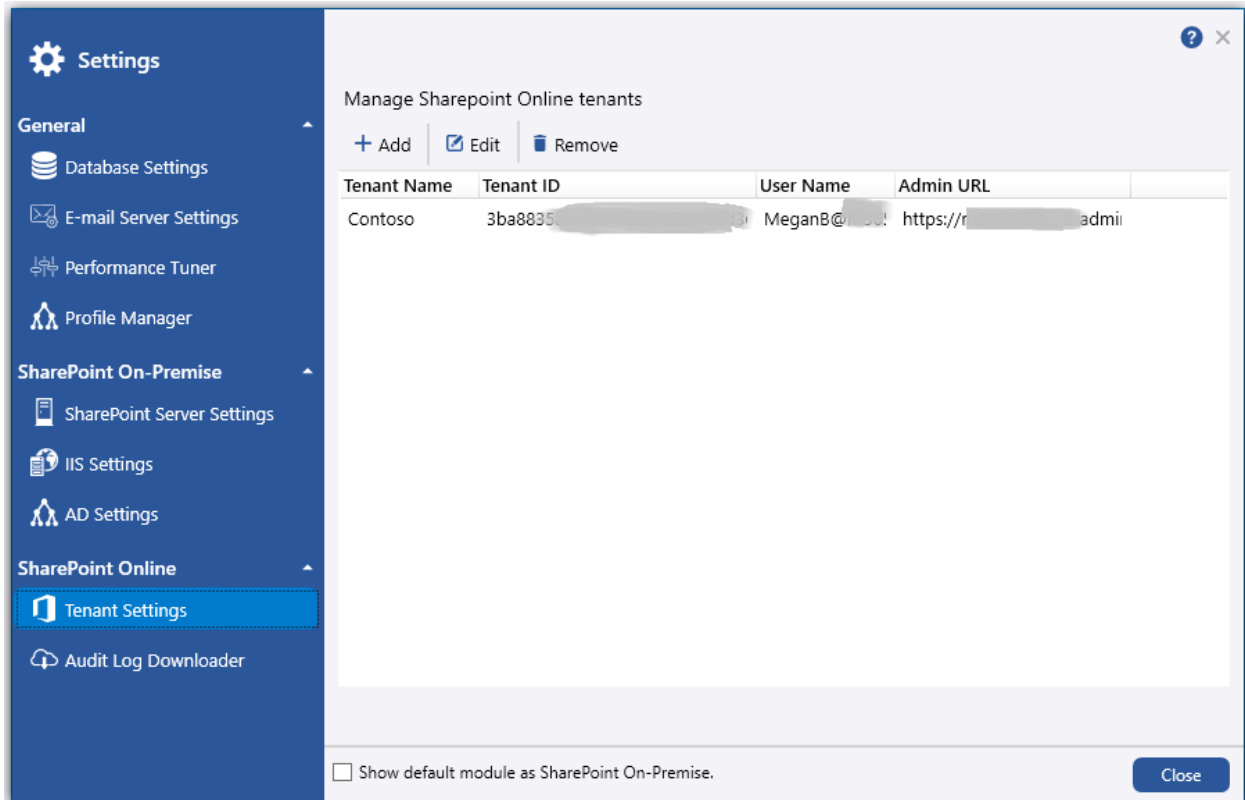 Settings
General
Database Settings
E-mail Server Settings
Performance Tuner
Profile Manager
SharePoint On-Premise
SharePoint Server Settings
IIS Settings
AD Settings
SharePoint Online
Tenant Settings
Audit Log Downloader
?
Manage Sharepoint Online tenants
+ Add Edit Remove
Tenant Name Tenant ID User Name Admin URL
Contoso 3ba8835 MeganB@ https://r admin
Show default module as SharePoint On-Premise.
Close